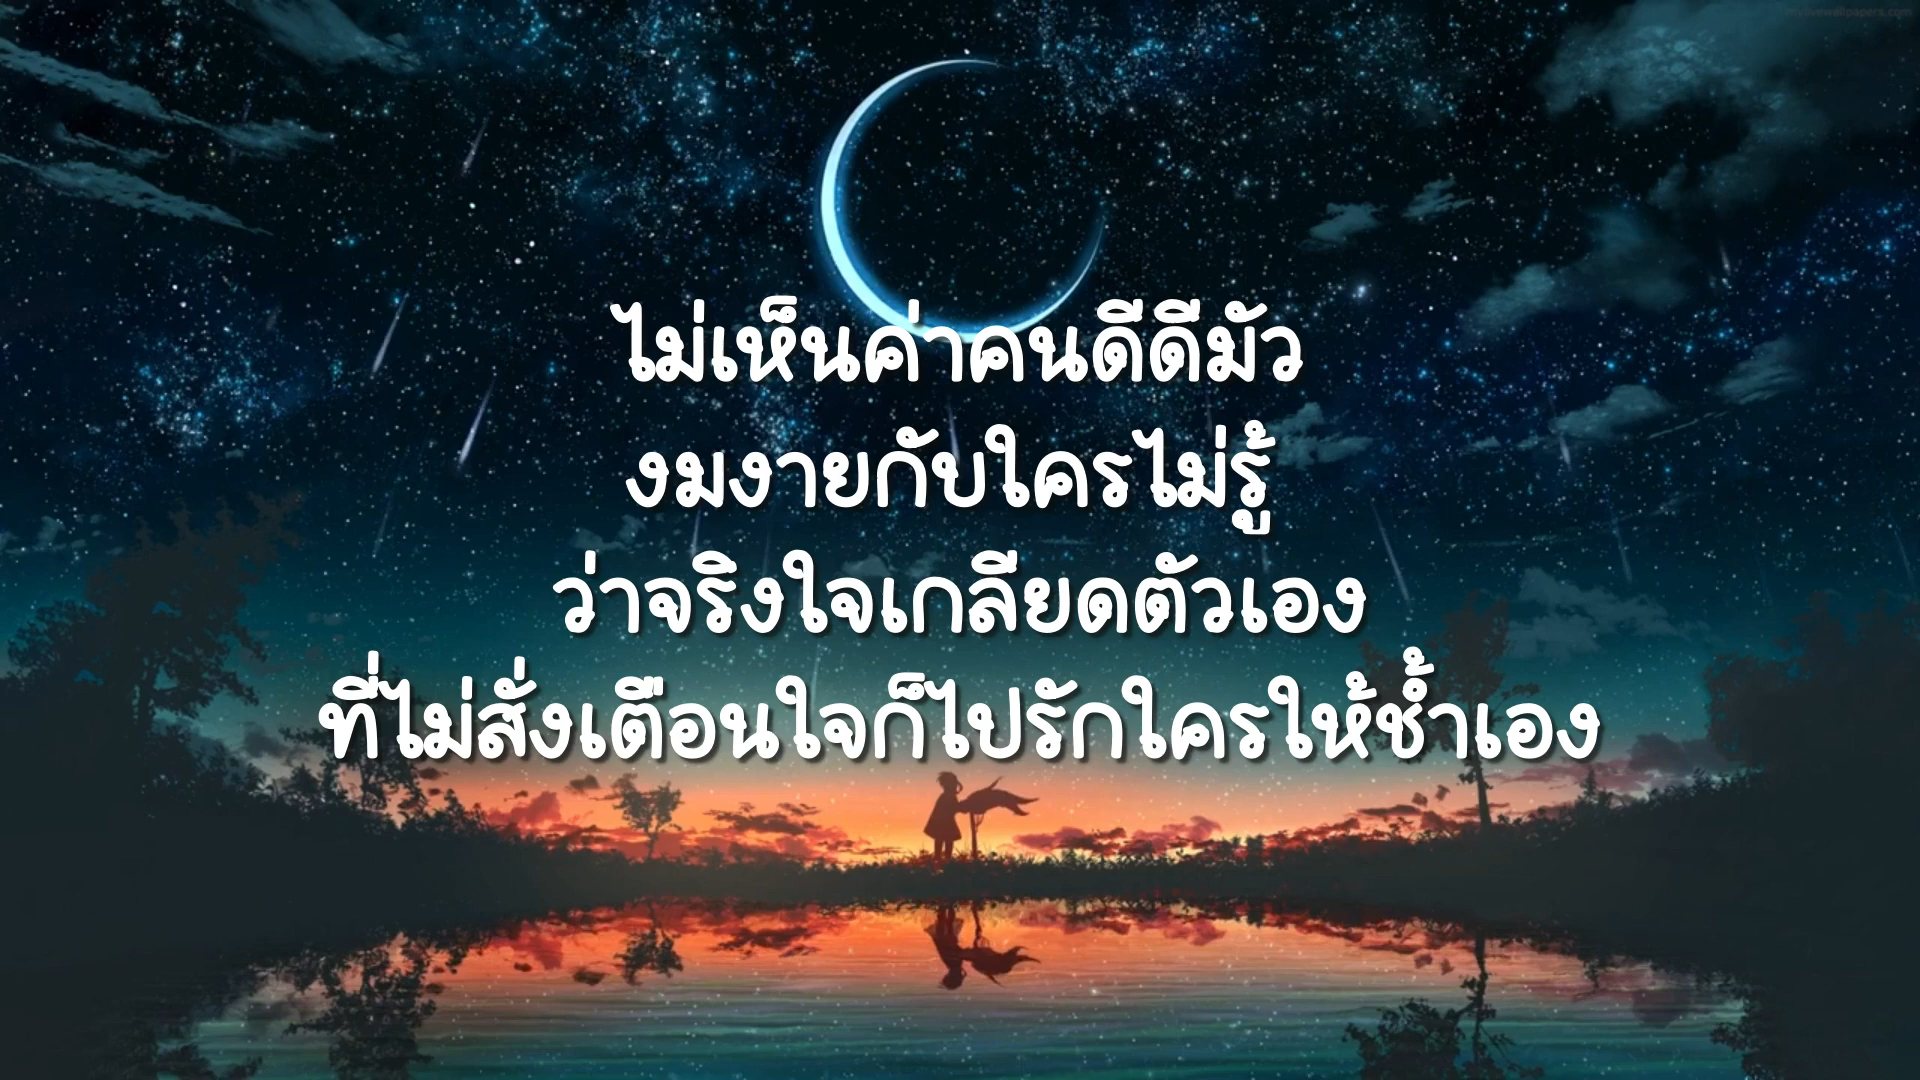 ไม่เห็นค่าคนดีดีมัว
งมงายกับใครไม่รู้
ว่าจริงใจเกลียดตัวเอง
ที่ไม่สั่งเตือนใจก็ไปรักใครให้ช้ำเอง